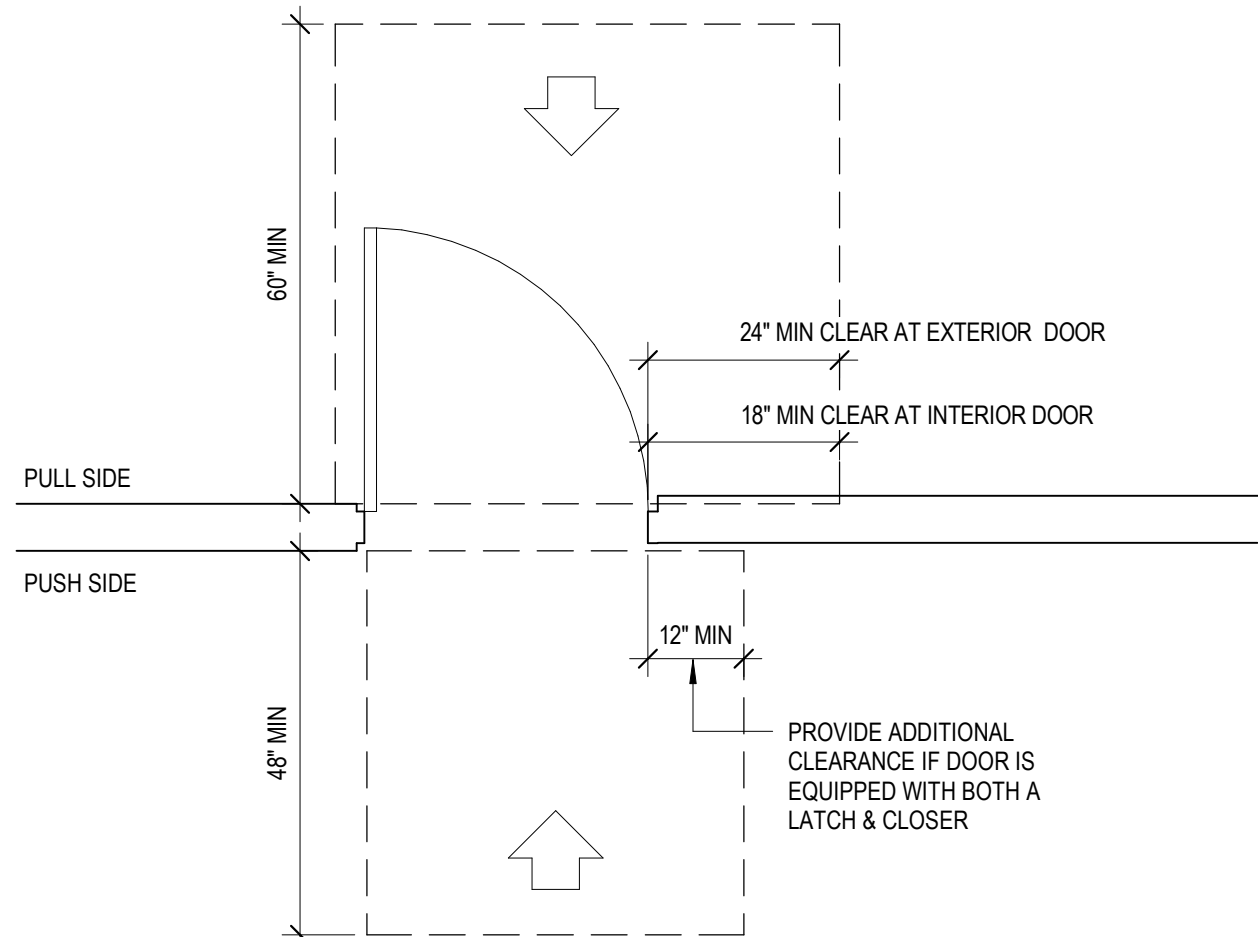 60" MIN
24" MIN CLEAR AT EXTERIOR DOOR
18" MIN CLEAR AT INTERIOR DOOR
PULL SIDE
PUSH SIDE
12" MIN
48" MIN
PROVIDE ADDITIONAL
CLEARANCE IF DOOR IS
EQUIPPED WITH BOTH A
LATCH & CLOSER